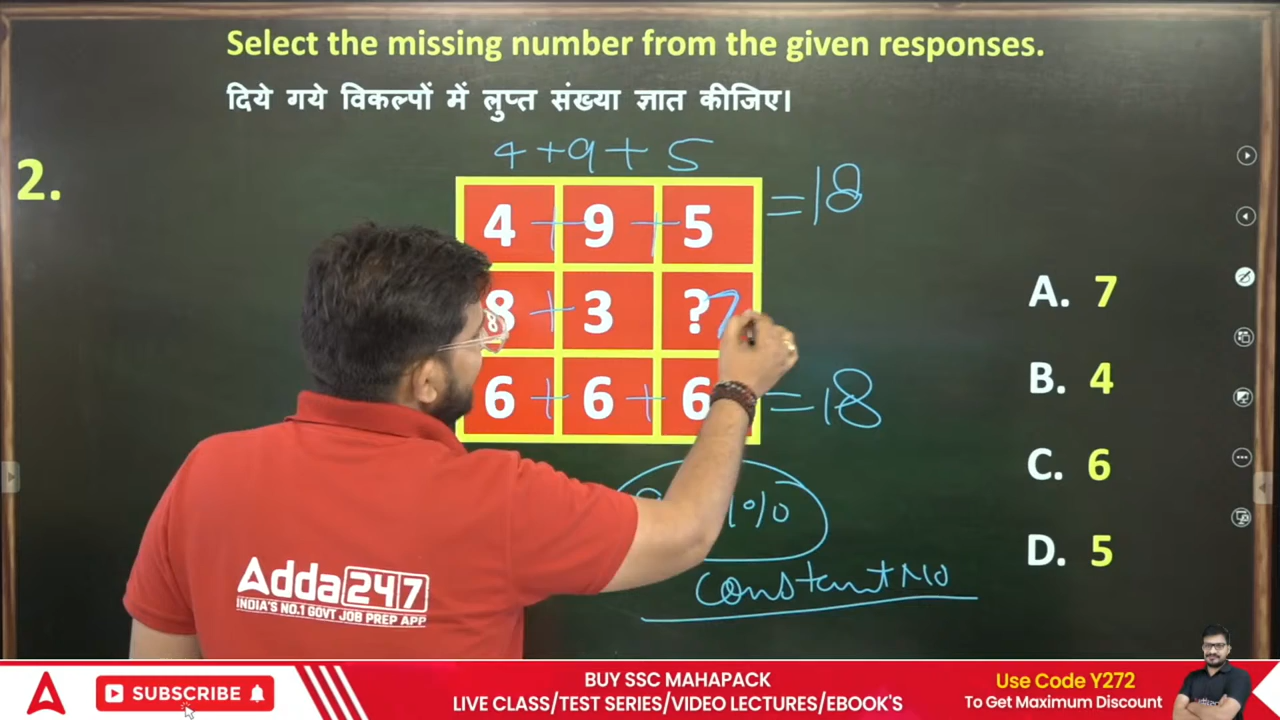 Select the missing number from the given responses.
दिये गये विकल्पों में लुप्त संख्या ज्ञात कीजिए।
4+9+5
2.
4 + 9 + 5 = 18
8 + 3 ? 7
6 + 6 + 6 = 18
Constant No
A. 7
B. 4
C. 6
D. 5
Adda247
INDIA'S NO.1 GOVT JOB PREP APP
SUBSCRIBE
BUY SSC MAHAPACK
LIVE CLASS/TEST SERIES/VIDEO LECTURES/EBOOK'S
Use Code Y272
To Get Maximum Discount